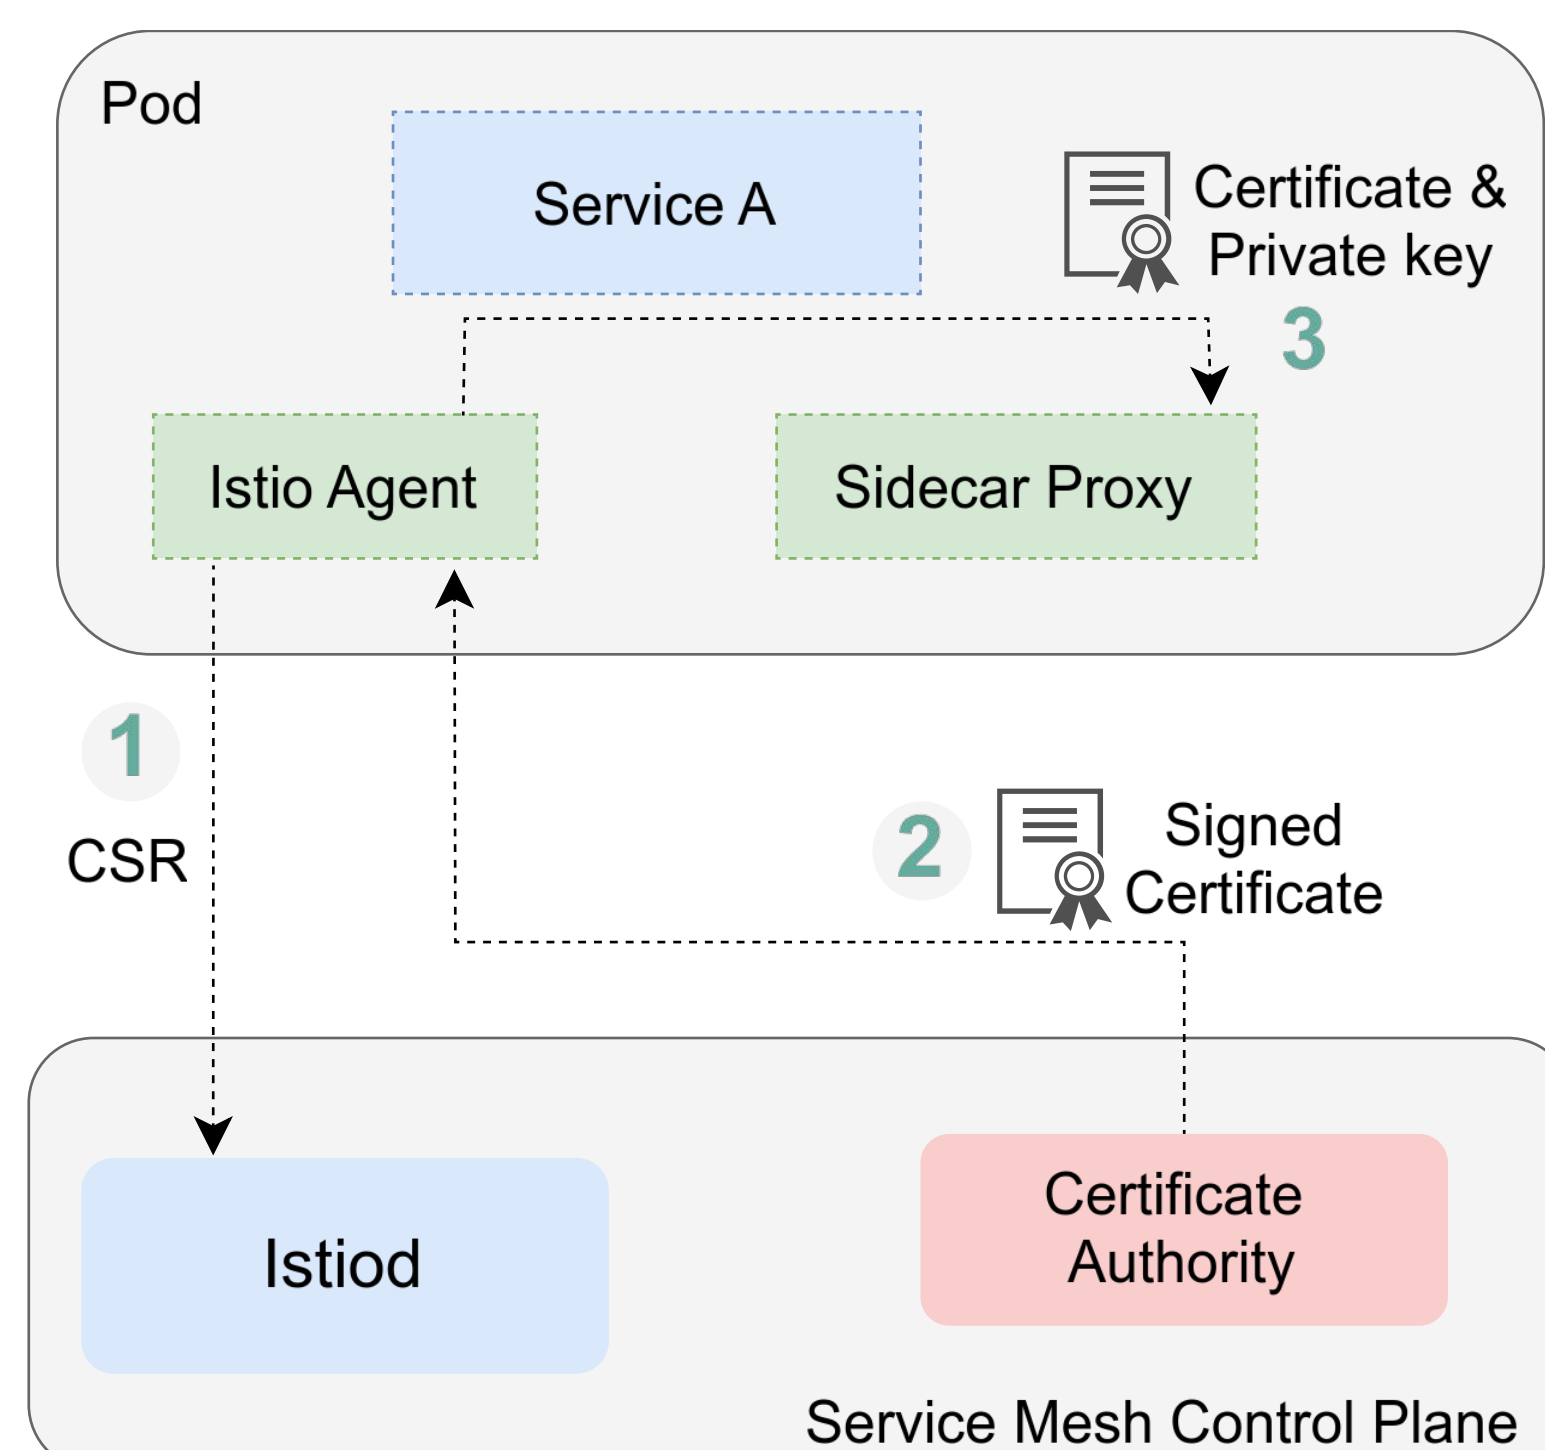 Pod
Service A
Certificate &
Private key
3
Istio Agent
Sidecar Proxy
1
CSR
2
Signed
Certificate
Istiod
Certificate
Authority
Service Mesh Control Plane